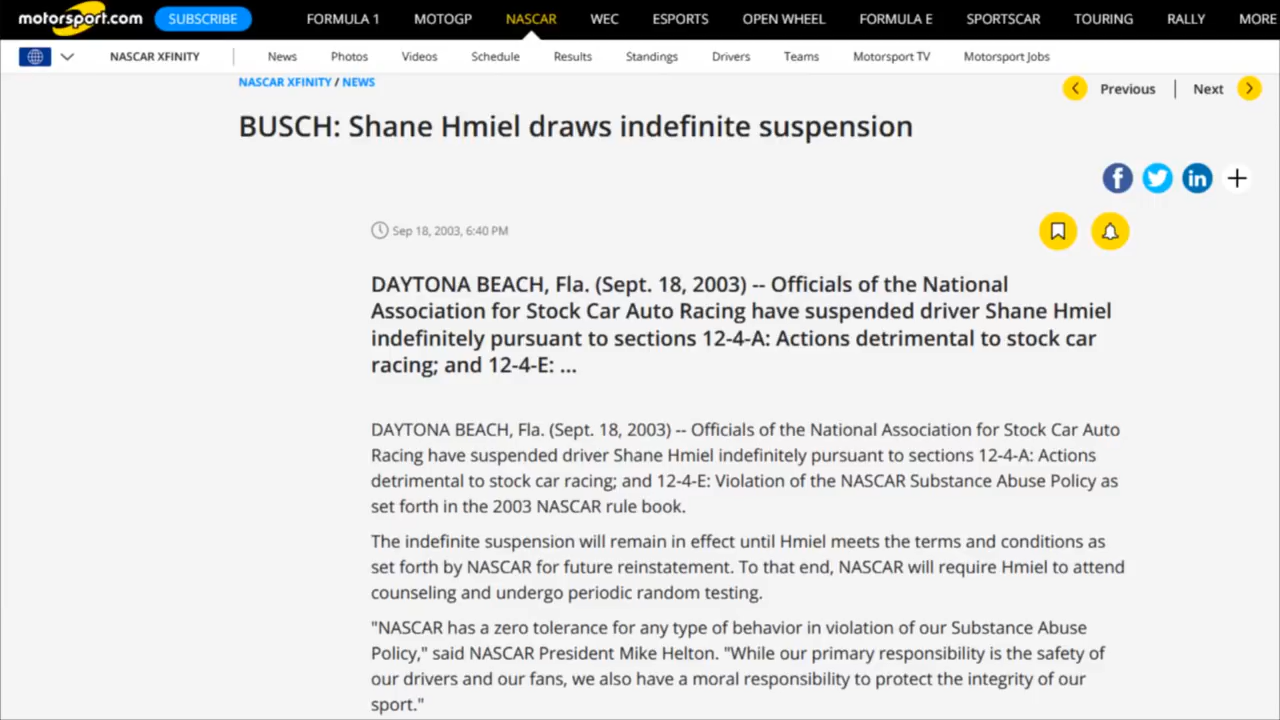 motorsport.com SUBSCRIBE FORMULA 1 MOTOGP NASCAR WEC ESPORTS OPEN WHEEL FORMULA E SPORTSCAR TOURING RALLY MORE
NASCAR XFINITY News Photos Videos Schedule Results Standings Drivers Teams Motorsport TV Motorsport Jobs
NASCAR XFINITY / NEWS
Previous | Next
BUSCH: Shane Hmiel draws indefinite suspension
Sep 18, 2003, 6:40 PM
DAYTONA BEACH, Fla. (Sept. 18, 2003) -- Officials of the National
Association for Stock Car Auto Racing have suspended driver Shane Hmiel
indefinitely pursuant to sections 12-4-A: Actions detrimental to stock car
racing; and 12-4-E: ...
DAYTONA BEACH, Fla. (Sept. 18, 2003) -- Officials of the National Association for Stock Car Auto
Racing have suspended driver Shane Hmiel indefinitely pursuant to sections 12-4-A: Actions
detrimental to stock car racing; and 12-4-E: Violation of the NASCAR Substance Abuse Policy as
set forth in the 2003 NASCAR rule book.
The indefinite suspension will remain in effect until Hmiel meets the terms and conditions as
set forth by NASCAR for future reinstatement. To that end, NASCAR will require Hmiel to attend
counseling and undergo periodic random testing.
"NASCAR has a zero tolerance for any type of behavior in violation of our Substance Abuse
Policy," said NASCAR President Mike Helton. "While our primary responsibility is the safety of
our drivers and our fans, we also have a moral responsibility to protect the integrity of our
sport."